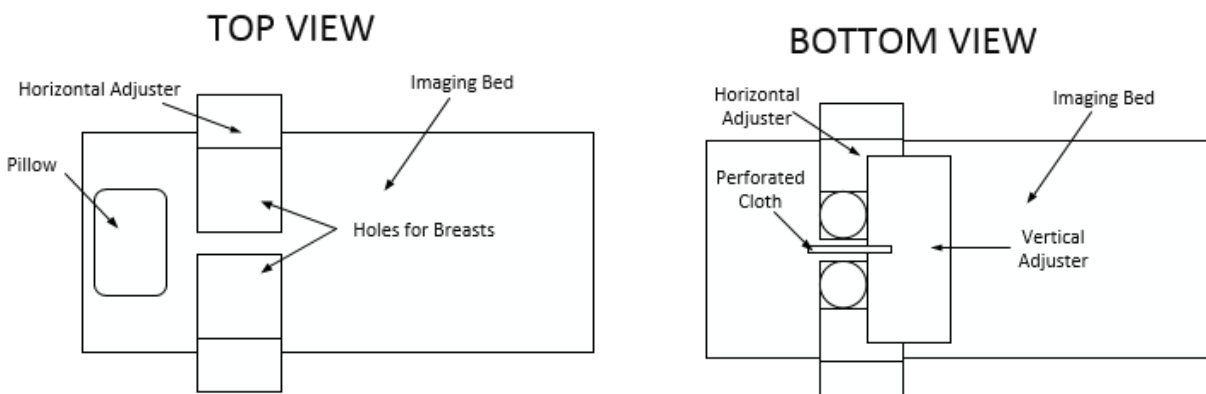 TOP VIEW
Horizontal Adjuster
Imaging Bed
Pillow
Holes for Breasts
BOTTOM VIEW
Horizontal
Adjuster
Imaging Bed
Perforated
Cloth
Vertical
Adjuster